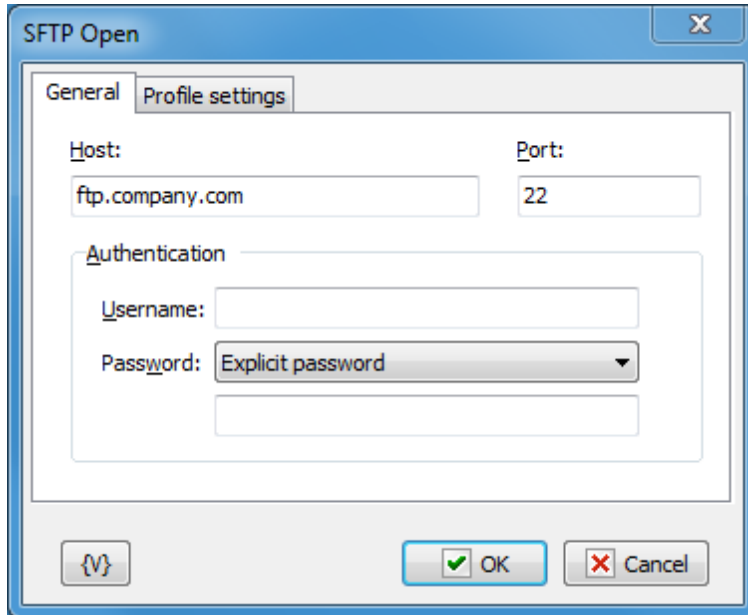 SFTP Open
General Profile settings
Host: Port:
ftp.company.com 22
Authentication
Username:
Password: Explicit password
{V} OK Cancel